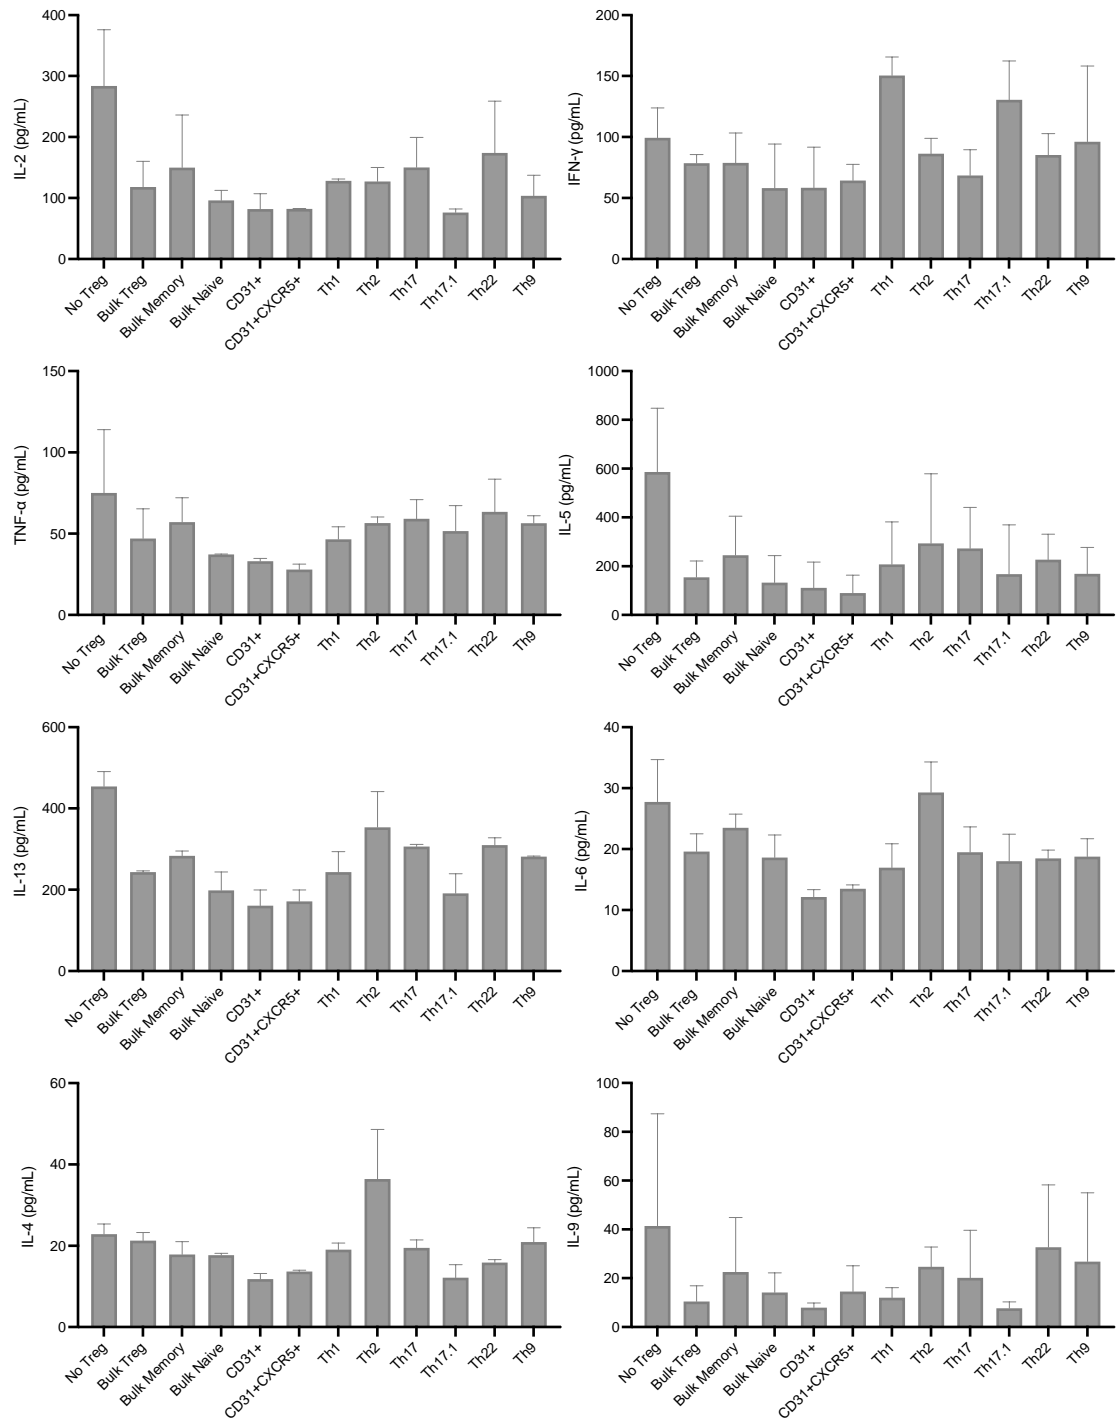 IL-2 (pg/mL)
400
300
200
100
0
No Treg
Bulk Treg
Bulk Memory
Bulk Naive
CD31+
CD31+CXCR5+
Th1
Th2
Th17
Th17.1
Th22
Th9
IFN-γ (pg/mL)
200
150
100
50
0
No Treg
Bulk Treg
Bulk Memory
Bulk Naive
CD31+
CD31+CXCR5+
Th1
Th2
Th17
Th17.1
Th22
Th9
TNF-α (pg/mL)
150
100
50
0
No Treg
Bulk Treg
Bulk Memory
Bulk Naive
CD31+
CD31+CXCR5+
Th1
Th2
Th17
Th17.1
Th22
Th9
IL-5 (pg/mL)
1000
800
600
400
200
0
No Treg
Bulk Treg
Bulk Memory
Bulk Naive
CD31+
CD31+CXCR5+
Th1
Th2
Th17
Th17.1
Th22
Th9
IL-13 (pg/mL)
600
400
200
0
No Treg
Bulk Treg
Bulk Memory
Bulk Naive
CD31+
CD31+CXCR5+
Th1
Th2
Th17
Th17.1
Th22
Th9
IL-6 (pg/mL)
40
30
20
10
0
No Treg
Bulk Treg
Bulk Memory
Bulk Naive
CD31+
CD31+CXCR5+
Th1
Th2
Th17
Th17.1
Th22
Th9
IL-4 (pg/mL)
60
40
20
0
No Treg
Bulk Treg
Bulk Memory
Bulk Naive
CD31+
CD31+CXCR5+
Th1
Th2
Th17
Th17.1
Th22
Th9
IL-9 (pg/mL)
100
80
60
40
20
0
No Treg
Bulk Treg
Bulk Memory
Bulk Naive
CD31+
CD31+CXCR5+
Th1
Th2
Th17
Th17.1
Th22
Th9